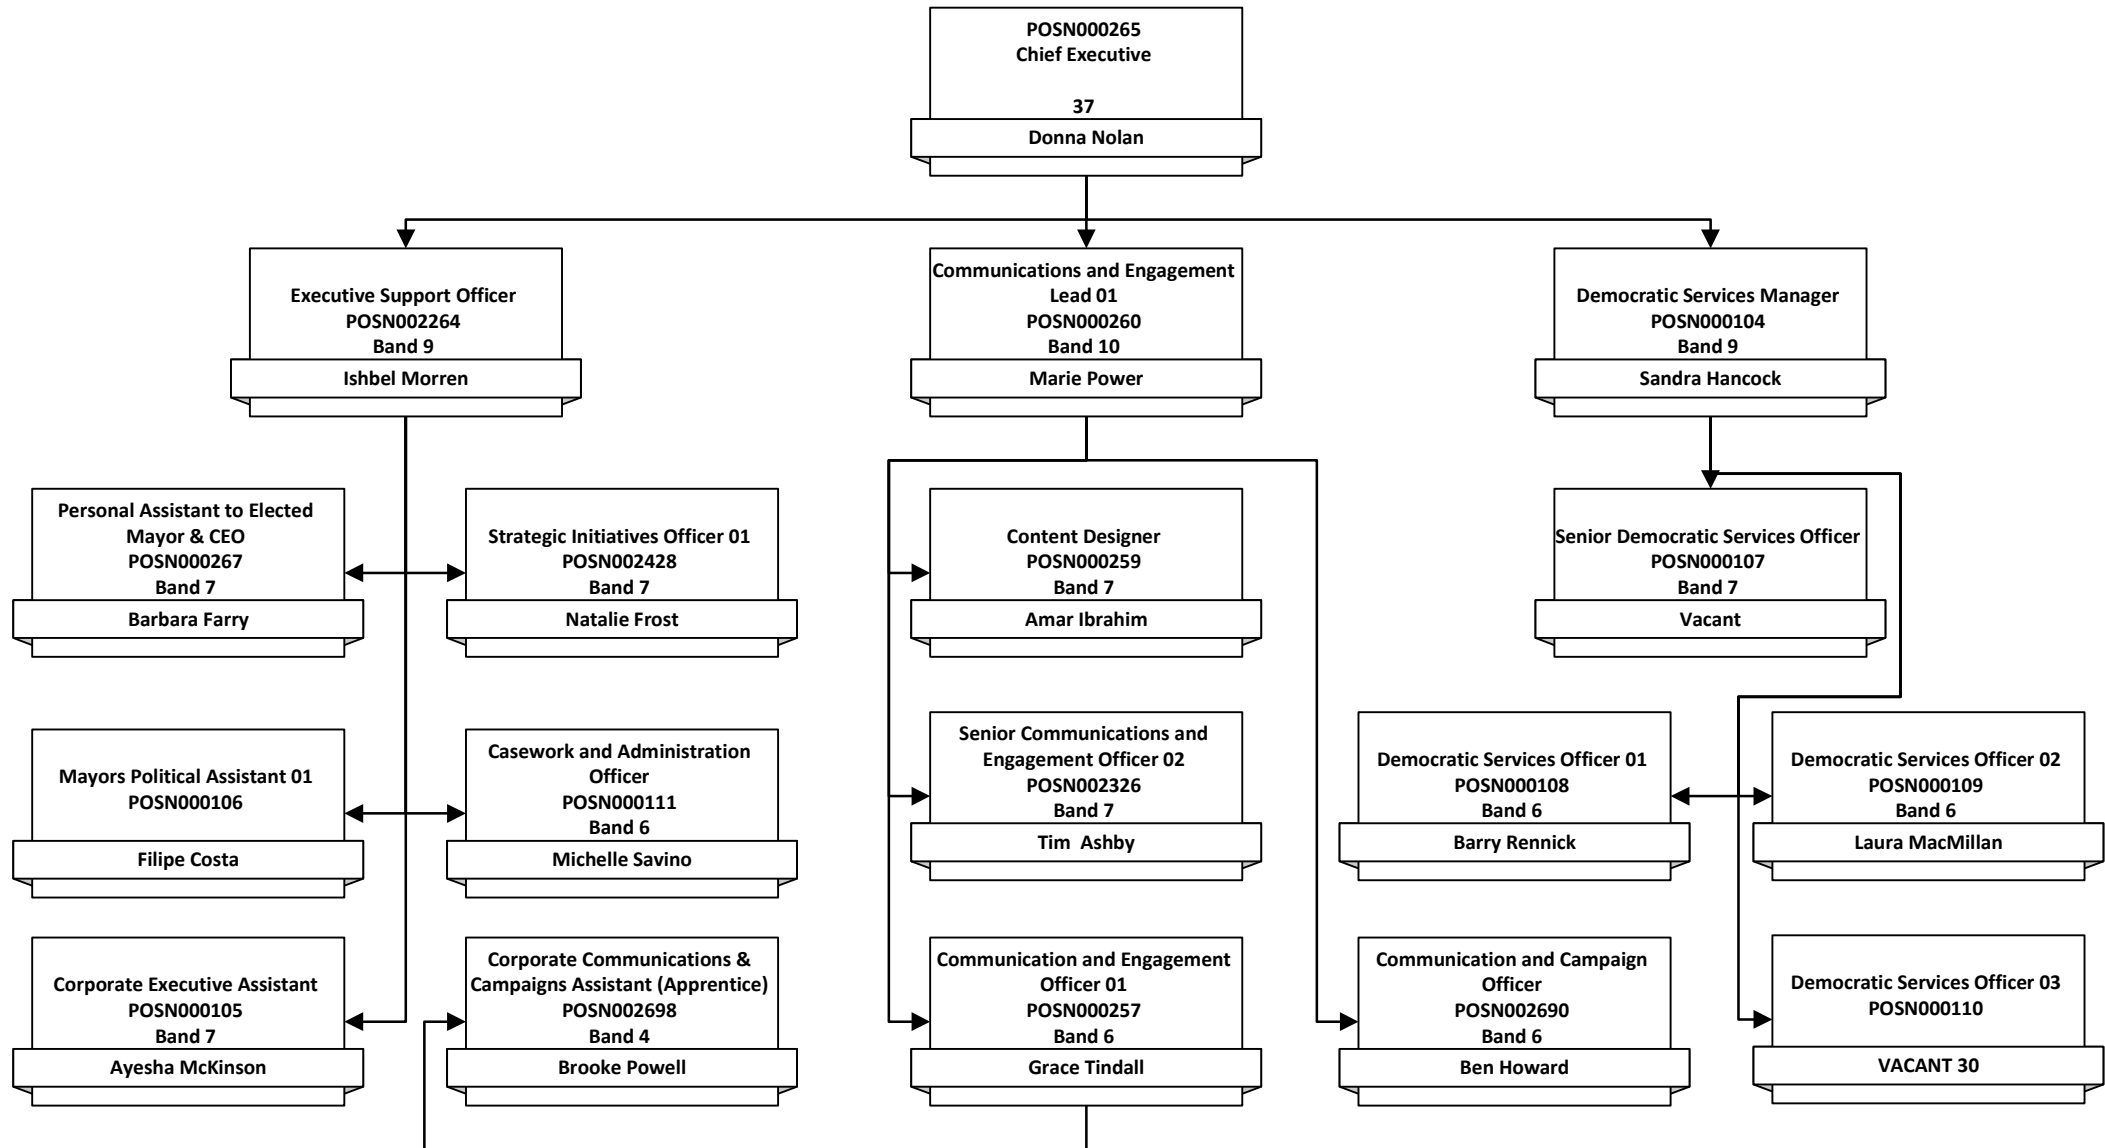 POSN000265
Chief Executive
37
Donna Nolan
Executive Support Officer
POSN002264
Band 9
Ishbel Morren
Communications and Engagement
Lead 01
POSN000260
Band 10
Marie Power
Democratic Services Manager
POSN000104
Band 9
Sandra Hancock
Personal Assistant to Elected
Mayor & CEO
POSN000267
Band 7
Barbara Farry
Strategic Initiatives Officer 01
POSN002428
Band 7
Natalie Frost
Content Designer
POSN000259
Band 7
Amar Ibrahim
Senior Democratic Services Officer
POSN000107
Band 7
Vacant
Mayors Political Assistant 01
POSN000106
Filipe Costa
Casework and Administration
Officer
POSN000111
Band 6
Michelle Savino
Senior Communications and
Engagement Officer 02
POSN002326
Band 7
Tim  Ashby
Democratic Services Officer 01
POSN000108
Band 6
Barry Rennick
Democratic Services Officer 02
POSN000109
Band 6
Laura MacMillan
Corporate Executive Assistant
POSN000105
Band 7
Ayesha McKinson
Corporate Communications &
Campaigns Assistant (Apprentice)
POSN002698
Band 4
Brooke Powell
Communication and Engagement
Officer 01
POSN000257
Band 6
Grace Tindall
Communication and Campaign
Officer
POSN002690
Band 6
Ben Howard
Democratic Services Officer 03
POSN000110
VACANT 30